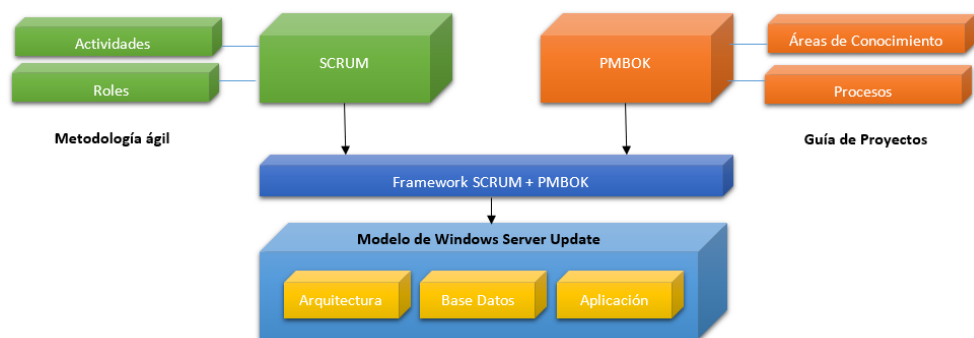 Actividades
Roles
SCRUM
Metodología ágil
PMBOK
Áreas de Conocimiento
Procesos
Guía de Proyectos
Framework SCRUM + PMBOK
Modelo de Windows Server Update
Arquitectura
Base Datos
Aplicación